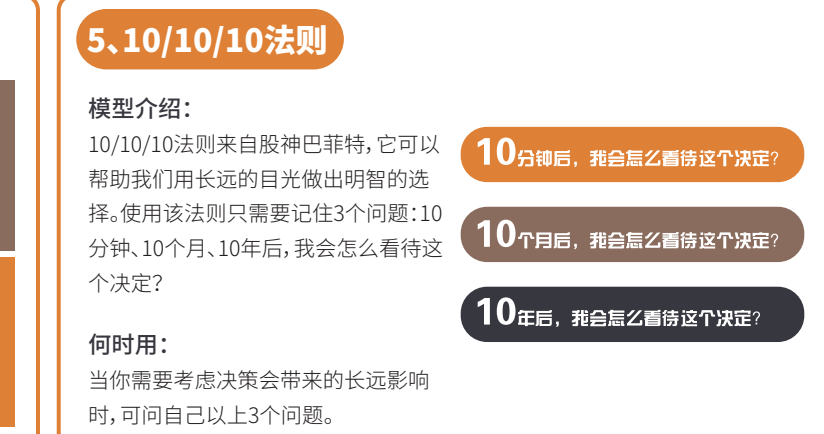 5、10/10/10法则
模型介绍：
10/10/10法则来自股神巴菲特，它可以
帮助我们用长远的目光做出明智的选
择。使用该法则只需要记住3个问题：10
分钟、10个月、10年后，我会怎么看待这
个决定？
何时用：
当你需要考虑决策会带来的长远影响
时，可问自己以上3个问题。
10分钟后，我会怎么看待这个决定？
10个月后，我会怎么看待这个决定？
10年后，我会怎么看待这个决定？